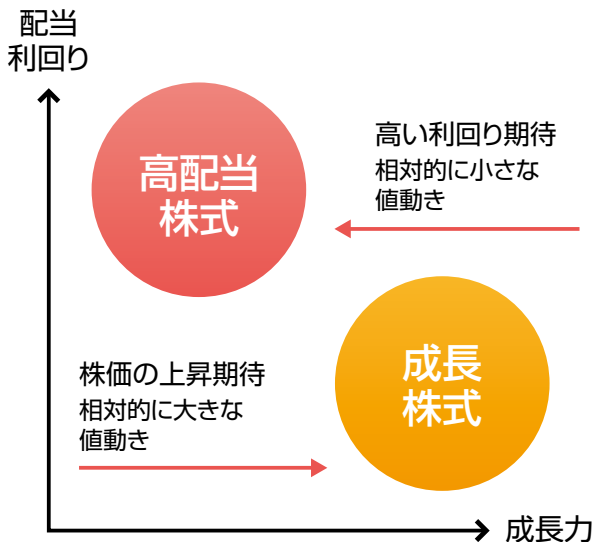 配当
利回り
高配当
株式
高い利回り期待
相対的に小さな
値動き
株価の上昇期待
相対的に大きな
値動き
成長
株式
成長力